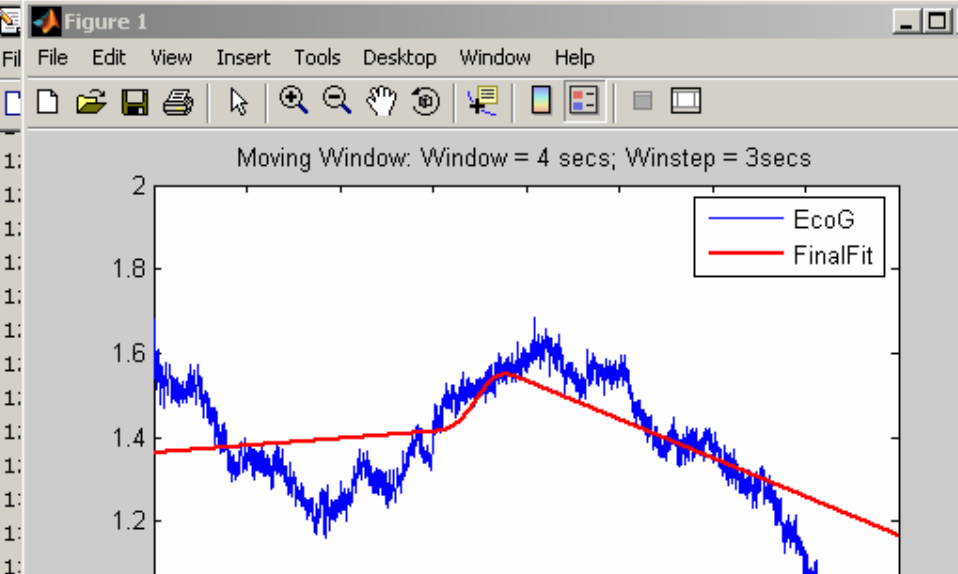 Figure 1
File Edit View Insert Tools Desktop Window Help
Moving Window: Window = 4 secs; Winstep = 3secs
2
EcoG
FinalFit
1.8
1.6
1.4
1.2